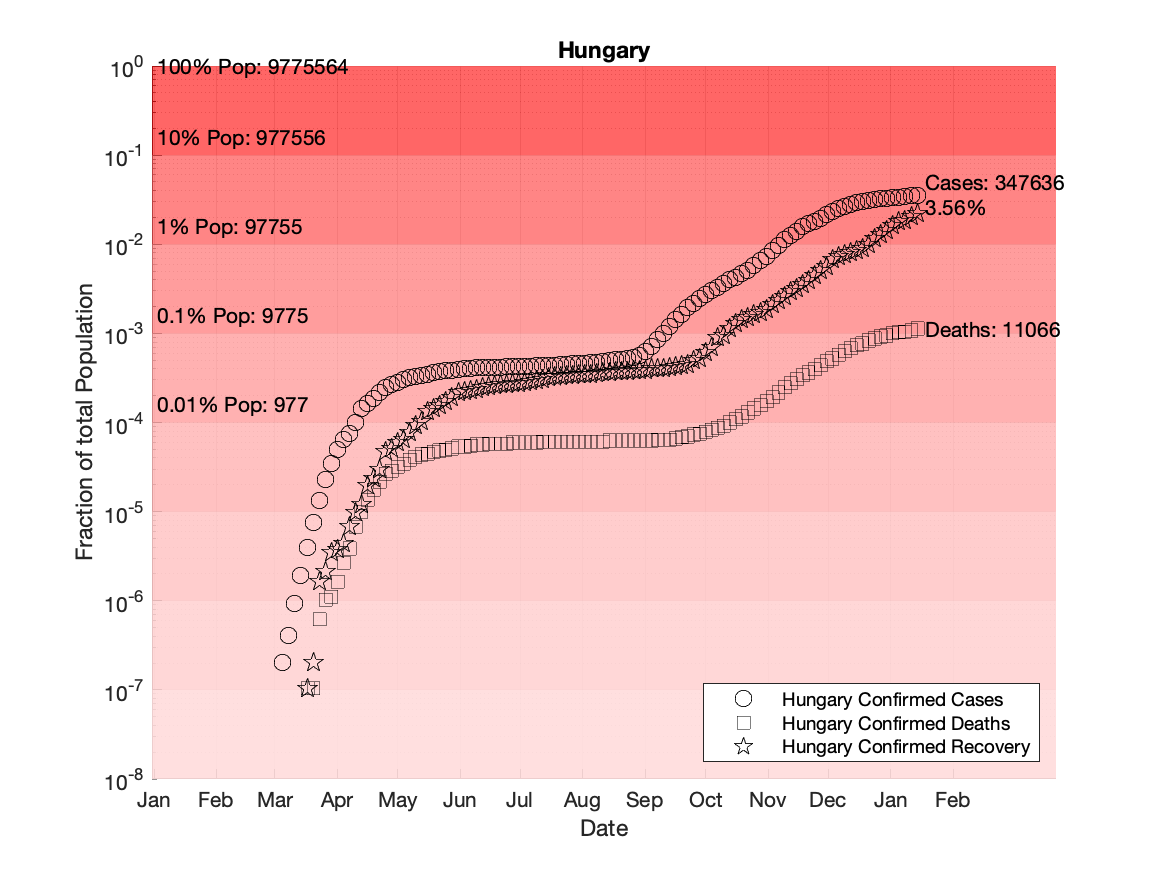 Hungary
10^0
100% Pop: 9775564
10% Pop: 977556
10^-1
Cases: 347636
3.56%
1% Pop: 97755
10^-2
0.1% Pop: 9775
10^-3
Deaths: 11066
0.01% Pop: 977
10^-4
10^-5
10^-6
10^-7
10^-8
Fraction of total Population
Hungary Confirmed Cases
Hungary Confirmed Deaths
Hungary Confirmed Recovery
Jan Feb Mar Apr May Jun Jul Aug Sep Oct Nov Dec Jan Feb
Date